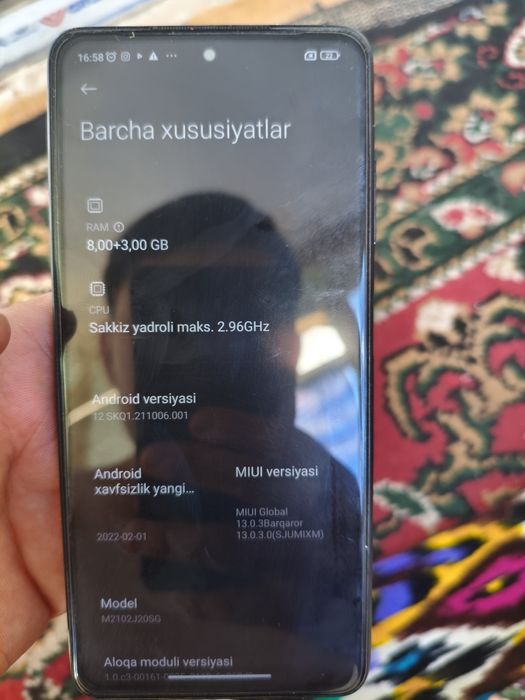 16:58
22
Barcha xususiyatlar
RAM
8,00+3,00 GB
CPU
Sakkiz yadroli maks. 2.96GHz
Android versiyasi
12 SKQ1.211006.001
Android
xavfsizlik yangi...
2022-02-01
MIUI versiyasi
MIUI Global
13.0.3Barqaror
13.0.3.0(SJUMIXM)
Model
M2102J20SG
Aloqa moduli versiyasi